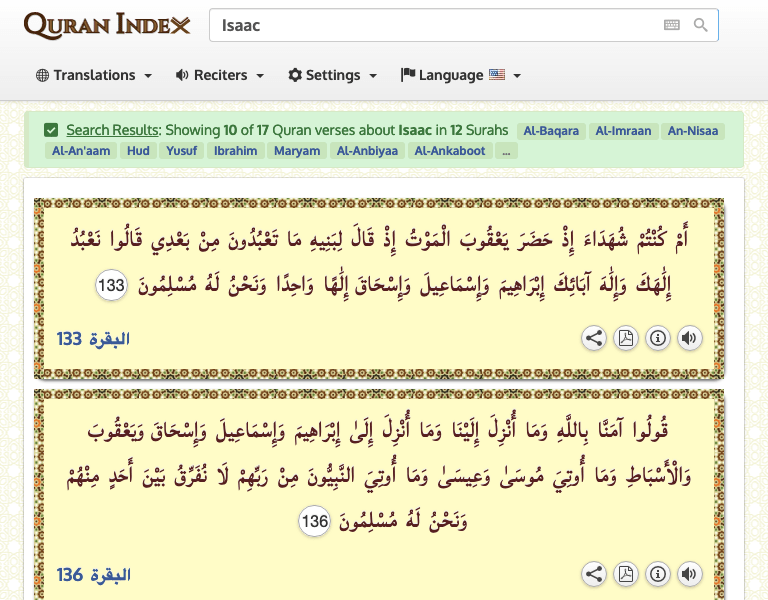 QURAN INDEX
Isaac
Translations
Reciters
Settings
Language
Search Results: Showing 10 of 17 Quran verses about Isaac in 12 Surahs Al-Baqara Al-Imraan An-Nisaa
Al-An'aam Hud Yusuf Ibrahim Maryam Al-Anbiyaa Al-Ankaboot ...
أَمْ كُنْتُمْ شُهَدَاءَ إِذْ حَضَرَ يَعْقُوبَ الْمَوْتُ إِذْ قَالَ لِبَنِيهِ مَا تَعْبُدُونَ مِنْ بَعْدِي قَالُوا نَعْبُدُ
إِلَٰهَكَ وَإِلَٰهَ آبَائِكَ إِبْرَاهِيمَ وَإِسْمَاعِيلَ وَإِسْحَاقَ إِلَٰهًا وَاحِدًا وَنَحْنُ لَهُ مُسْلِمُونَ 133
البقرة 133
قُولُوا آمَنَّا بِاللَّهِ وَمَا أُنْزِلَ إِلَيْنَا وَمَا أُنْزِلَ إِلَىٰ إِبْرَاهِيمَ وَإِسْمَاعِيلَ وَإِسْحَاقَ وَيَعْقُوبَ
وَالْأَسْبَاطِ وَمَا أُوتِيَ مُوسَىٰ وَعِيسَىٰ وَمَا أُوتِيَ النَّبِيُّونَ مِنْ رَبِّهِمْ لَا نُفَرِّقُ بَيْنَ أَحَدٍ مِنْهُمْ
وَنَحْنُ لَهُ مُسْلِمُونَ 136
البقرة 136